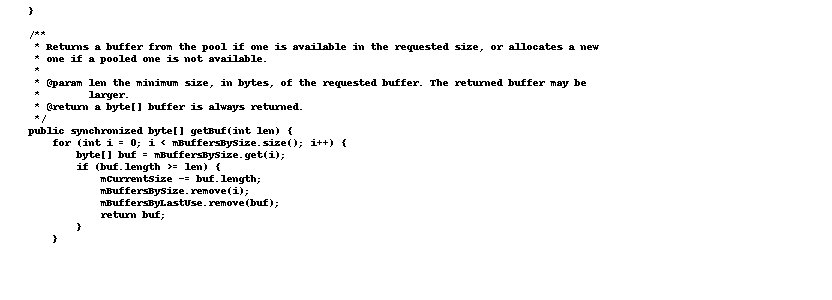 }
/**
 * Returns a buffer from the pool if one is available in the requested size, or allocates a new
 * one if a pooled one is not available.
 *
 * @param len the minimum size, in bytes, of the requested buffer. The returned buffer may be
 *        larger.
 * @return a byte[] buffer is always returned.
 */
public synchronized byte[] getBuf(int len) {
    for (int i = 0; i < mBuffersBySize.size(); i++) {
        byte[] buf = mBuffersBySize.get(i);
        if (buf.length >= len) {
            mCurrentSize -= buf.length;
            mBuffersBySize.remove(i);
            mBuffersByLastUse.remove(buf);
            return buf;
        }
    }